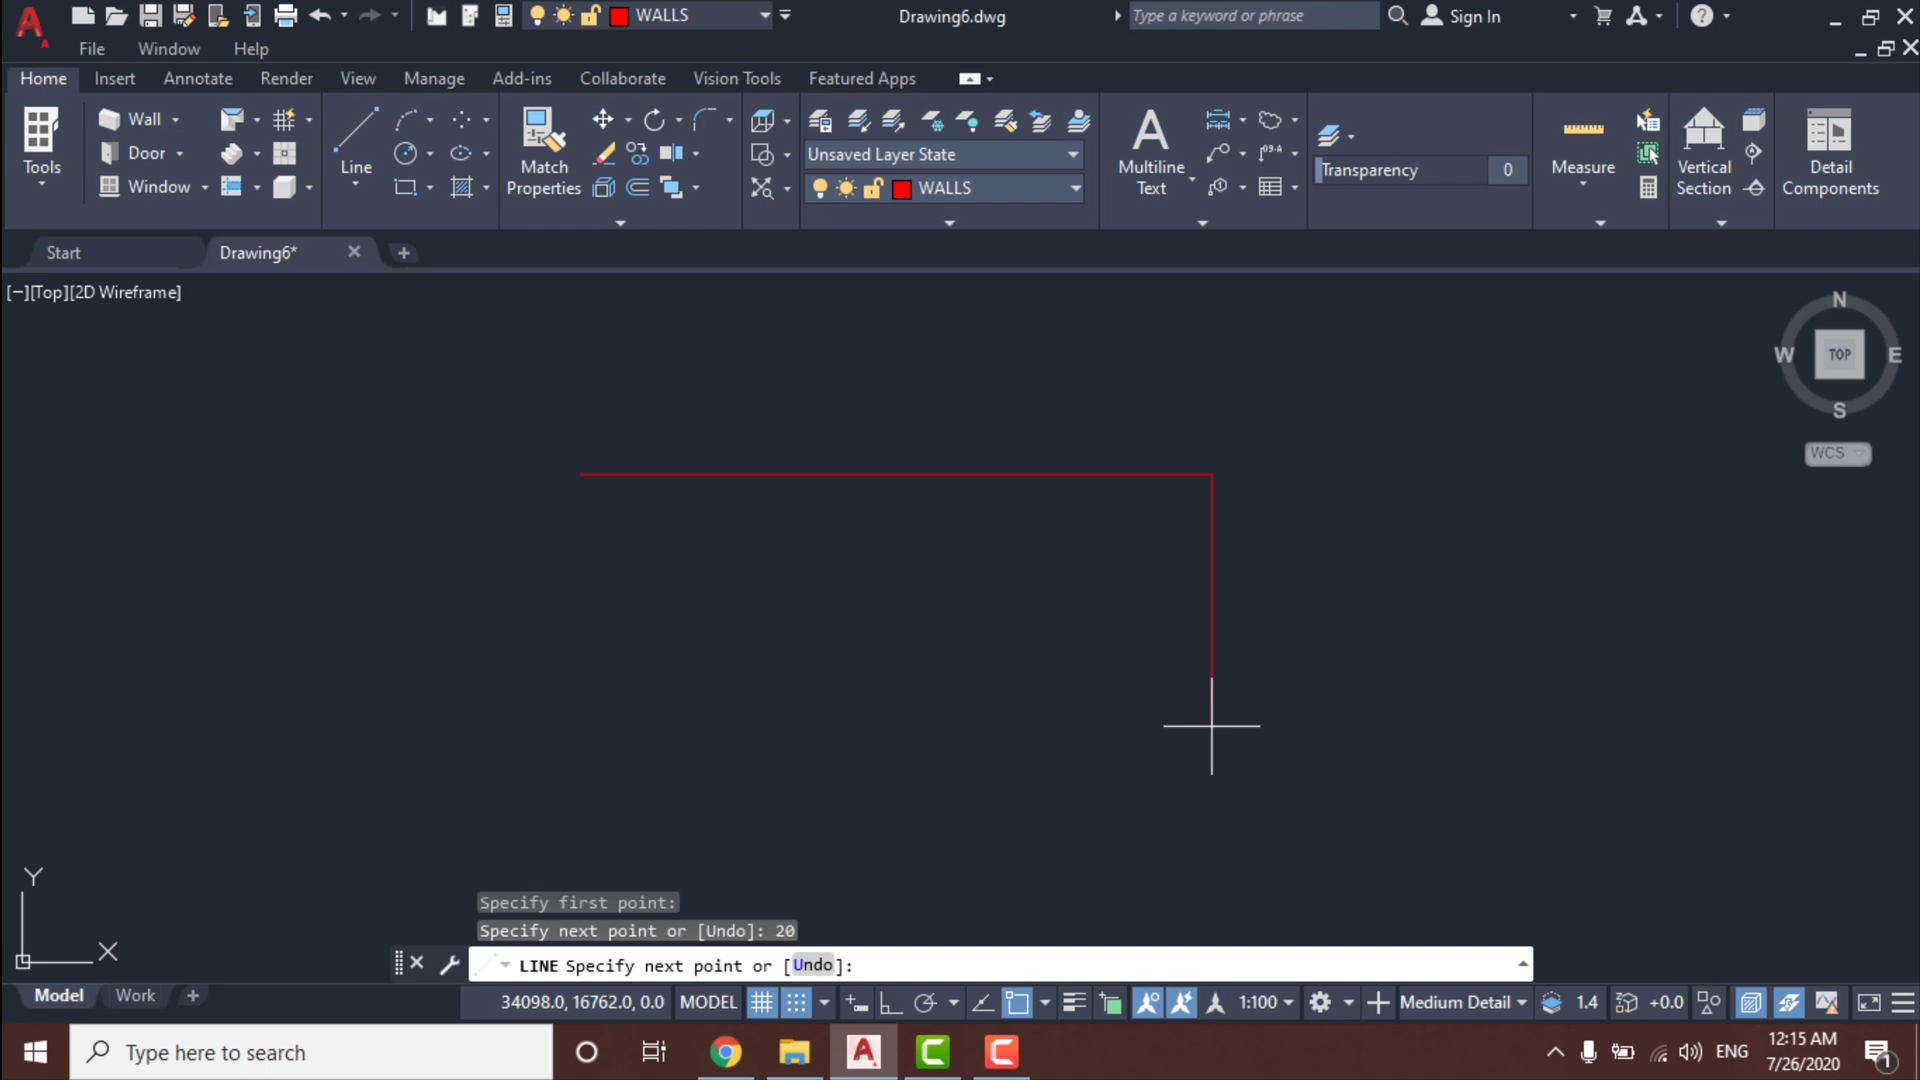 WALLS
Drawing6.dwg
Type a keyword or phrase
Sign In
File Window Help
Home Insert Annotate Render View Manage Add-ins Collaborate Vision Tools Featured Apps
Tools
Wall
Door
Window
Line
Match
Properties
Unsaved Layer State
WALLS
A
Multiline
Text
Transparency 0
Measure
Vertical
Section
Detail
Components
Start
Drawing6*
[−][Top][2D Wireframe]
N
W TOP E
S
WCS
Y
X
Specify first point:
Specify next point or [Undo]: 20
LINE Specify next point or [Undo]:
Model Work
34098.0, 16762.0, 0.0 MODEL 1:100 Medium Detail 1.4 +0.0
Type here to search
ENG
12:15 AM
7/26/2020
1